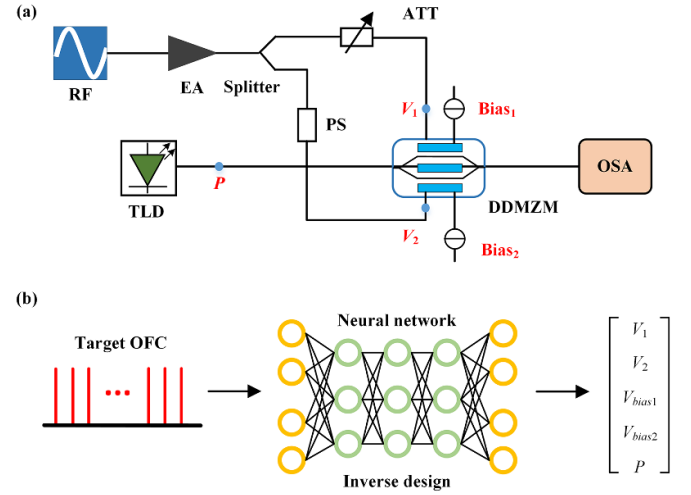 (a)
ATT
RF
EA
Splitter
V1
Bias1
PS
P
TLD
OSA
DDMZM
V2
Bias2
(b)
Target OFC
Neural network
Inverse design
V1
V2
Vbias1
Vbias2
P